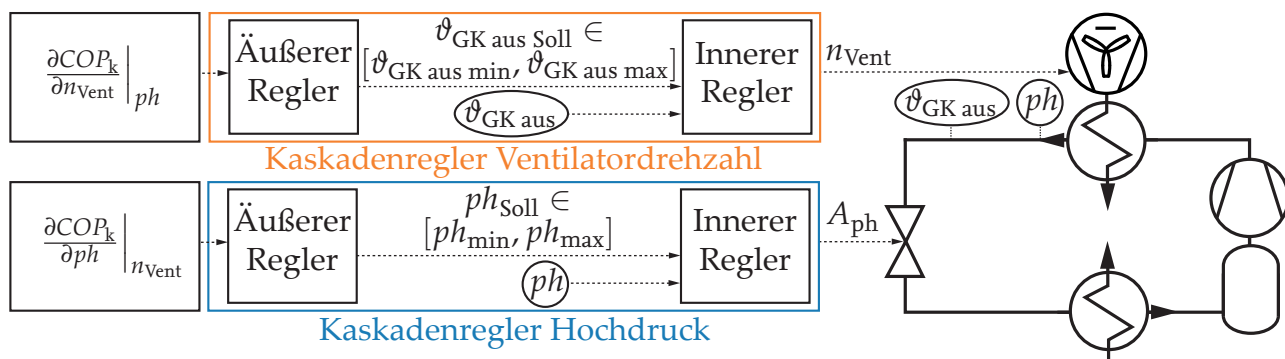 ∂COP_k
∂n_Vent |_ph
Äußerer
Regler
ϑ_GK aus Soll ∈
[ϑ_GK aus min, ϑ_GK aus max]
ϑ_GK aus
Innerer
Regler
n_Vent
Kaskadenregler Ventilatordrehzahl
ϑ_GK aus
ph
∂COP_k
∂ph |_n_Vent
Äußerer
Regler
ph_Soll ∈
[ph_min, ph_max]
ph
Innerer
Regler
A_ph
Kaskadenregler Hochdruck